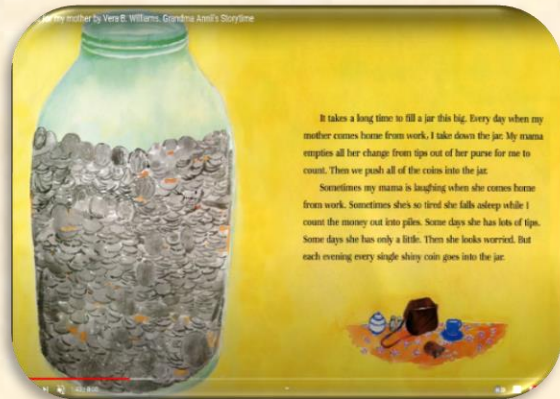 for my mother by Vera B. Williams. Grandma Annii's Storytime
It takes a long time to fill a jar this big. Every day when my
mother comes home from work, I take down the jar. My mama
empties all her change from tips out of her purse for me to
count. Then we push all of the coins into the jar.
Sometimes my mama is laughing when she comes home
from work. Sometimes she's so tired she falls asleep while I
count the money out into piles. Some days she has lots of tips.
Some days she has only a little. Then she looks worried. But
each evening every single shiny coin goes into the jar.